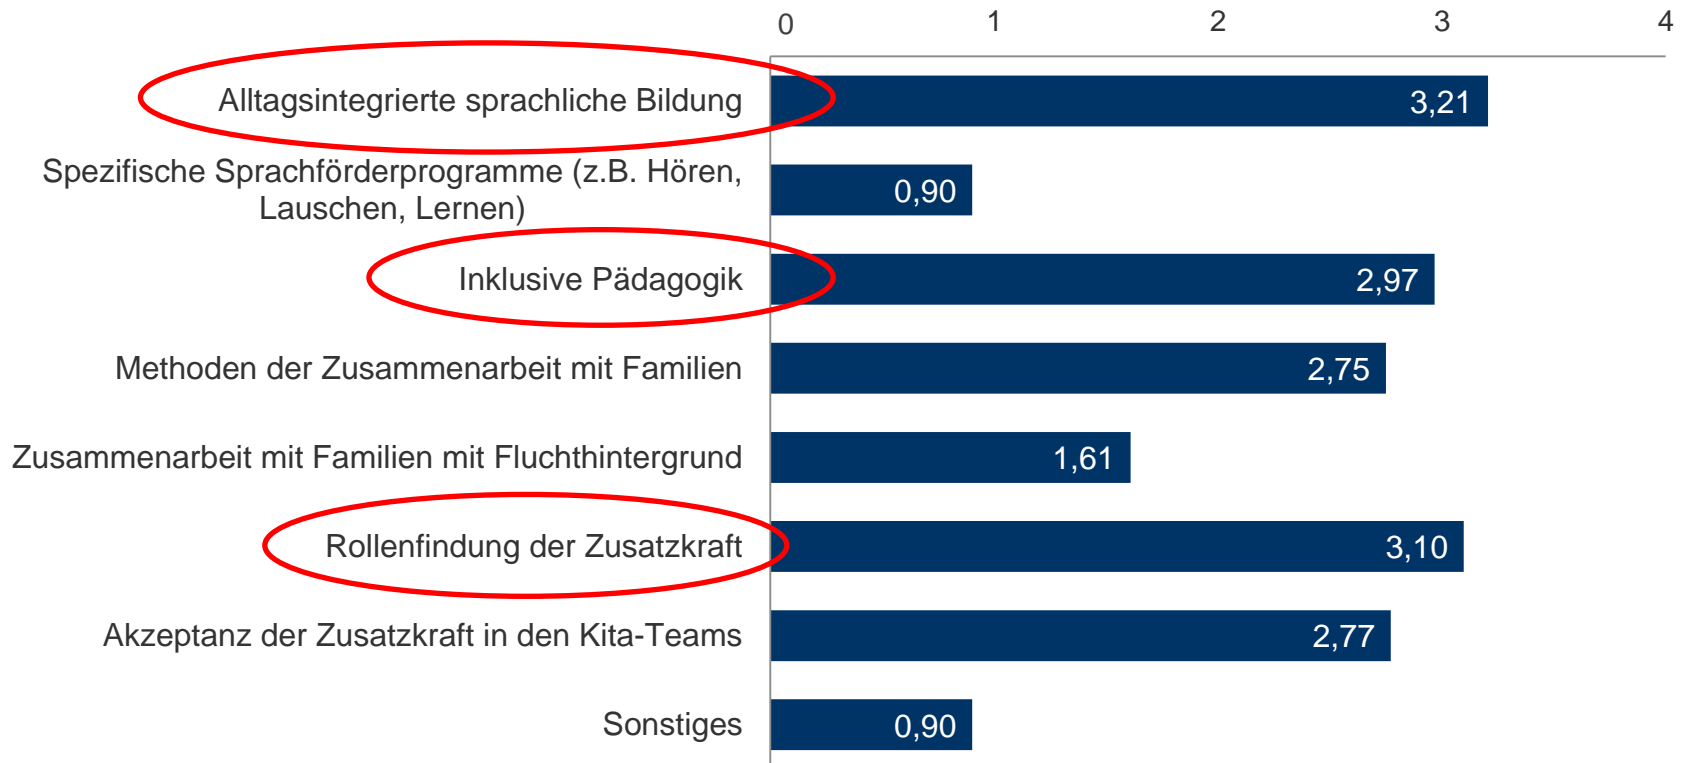 0 1 2 3 4
Alltagsintegrierte sprachliche Bildung 3,21
Spezifische Sprachförderprogramme (z.B. Hören,
Lauschen, Lernen) 0,90
Inklusive Pädagogik 2,97
Methoden der Zusammenarbeit mit Familien 2,75
Zusammenarbeit mit Familien mit Fluchthintergrund 1,61
Rollenfindung der Zusatzkraft 3,10
Akzeptanz der Zusatzkraft in den Kita-Teams 2,77
Sonstiges 0,90